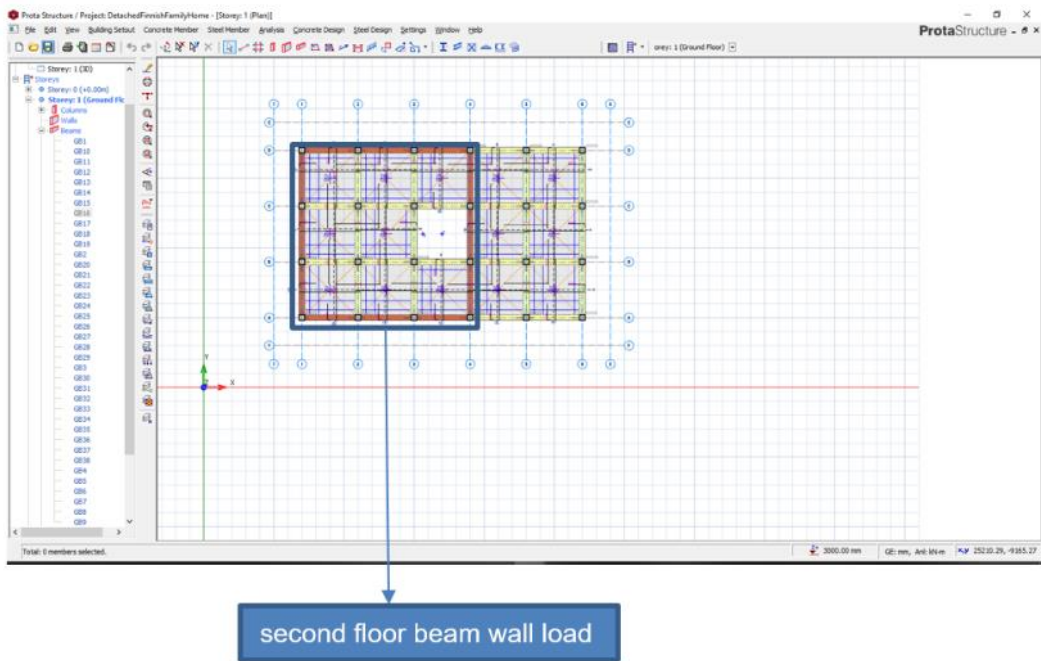 Prota Structure / Project: DetachedFinnishFamilyHome - [Storey: 1 (Plan)]
File Edit View Building Setout Concrete Member Steel Member Analysis Concrete Design Steel Design Settings Window Help
ProtaStructure
orey: 1 (Ground Floor)
Storey: 1 (3D)
Storeys
Storey: 0 (+0.00m)
Storey: 1 (Ground Flc
Columns
Walls
Beams
GB1
GB10
GB11
GB12
GB13
GB14
GB15
GB16
GB17
GB18
GB19
GB2
GB20
GB21
GB22
GB23
GB24
GB25
GB26
GB27
GB28
GB29
GB3
GB30
GB31
GB32
GB33
GB34
GB35
GB36
GB37
GB38
GB4
GB5
GB6
GB7
GB8
GB9
Y
X
Total: 0 members selected.
3000.00 mm
GE: mm, Anl: kN-m
25210.29, -9165.27
second floor beam wall load